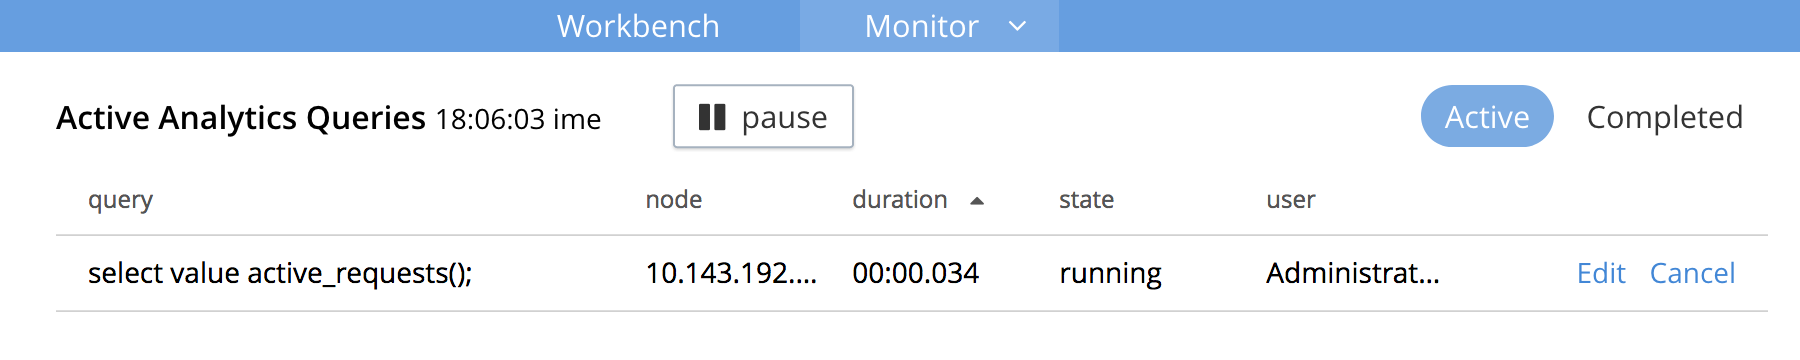 Workbench Monitor
Active Analytics Queries 18:06:03 ime pause Active Completed
query node duration state user
select value active_requests(); 10.143.192.... 00:00.034 running Administrat... Edit Cancel